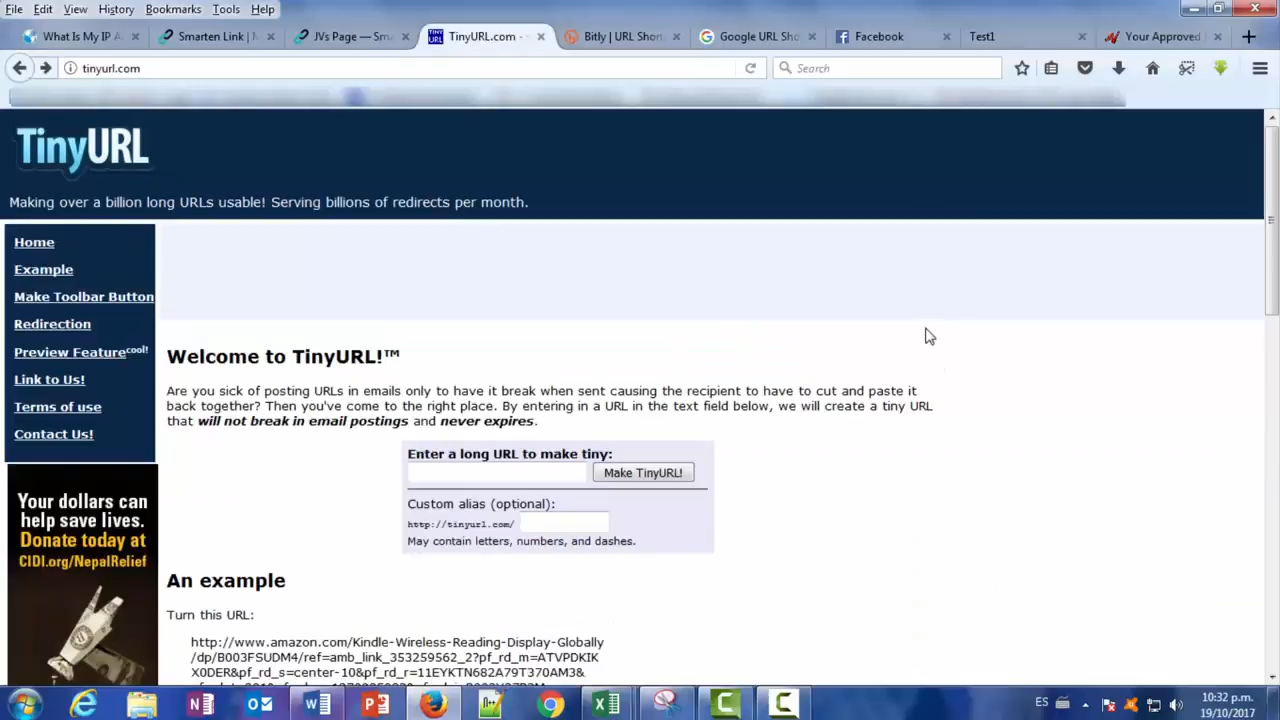 File Edit View History Bookmarks Tools Help
What Is My IP A
Smarten Link | N
JVs Page — Sma
TinyURL.com -
Bitly | URL Short
Google URL Sho
Facebook
Test1
Your Approved
tinyurl.com
Search
TinyURL
Making over a billion long URLs usable! Serving billions of redirects per month.
Home
Example
Make Toolbar Button
Redirection
Preview Feature cool!
Link to Us!
Terms of use
Contact Us!
Your dollars can
help save lives.
Donate today at
CIDI.org/NepalRelief
Welcome to TinyURL!™
Are you sick of posting URLs in emails only to have it break when sent causing the recipient to have to cut and paste it
back together? Then you've come to the right place. By entering in a URL in the text field below, we will create a tiny URL
that will not break in email postings and never expires.
Enter a long URL to make tiny:
Make TinyURL!
Custom alias (optional):
http://tinyurl.com/
May contain letters, numbers, and dashes.
An example
Turn this URL:
http://www.amazon.com/Kindle-Wireless-Reading-Display-Globally
/dp/B003FSUDM4/ref=amb_link_353259562_2?pf_rd_m=ATVPDKIK
X0DER&pf_rd_s=center-10&pf_rd_r=11EYKTN682A79T370AM3&
ES
10:32 p.m.
19/10/2017